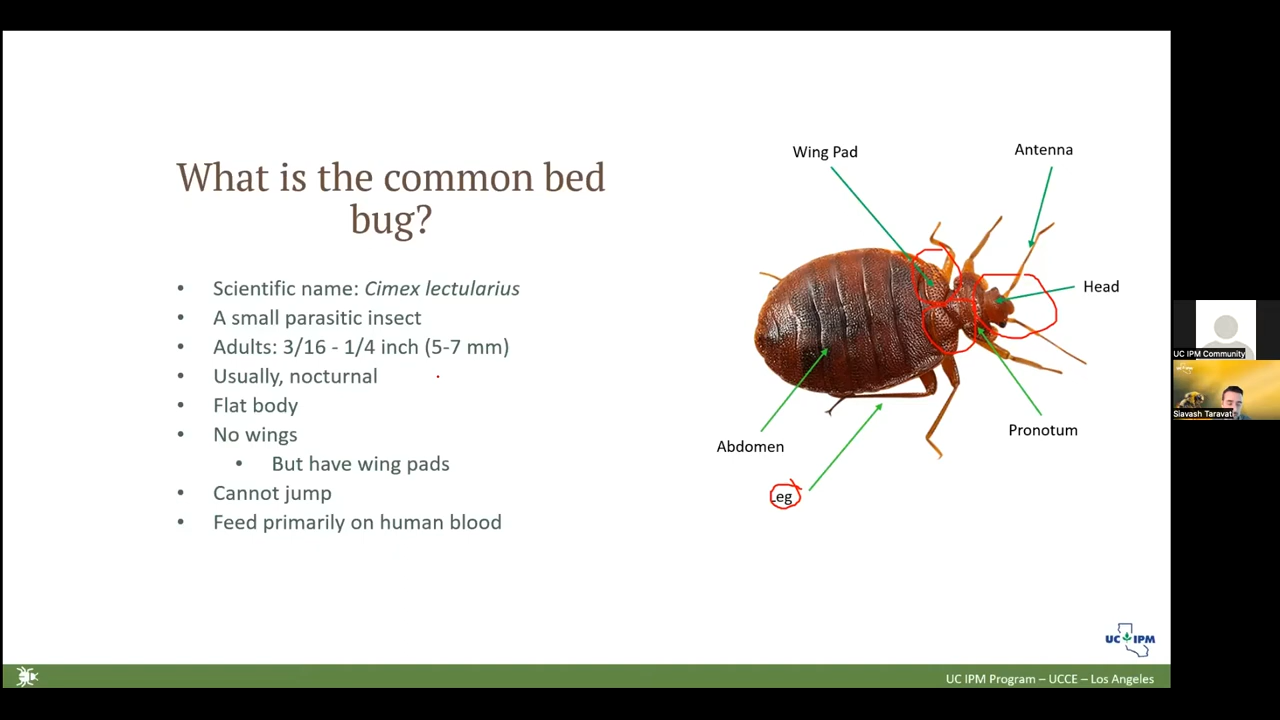 What is the common bed
bug?
• Scientific name: Cimex lectularius
• A small parasitic insect
• Adults: 3/16 - 1/4 inch (5-7 mm)
• Usually, nocturnal
• Flat body
• No wings
• But have wing pads
• Cannot jump
• Feed primarily on human blood
Wing Pad
Antenna
Head
Pronotum
Abdomen
Leg
UC IPM
UC IPM Program – UCCE – Los Angeles
UC IPM Community
Siavash Taravati